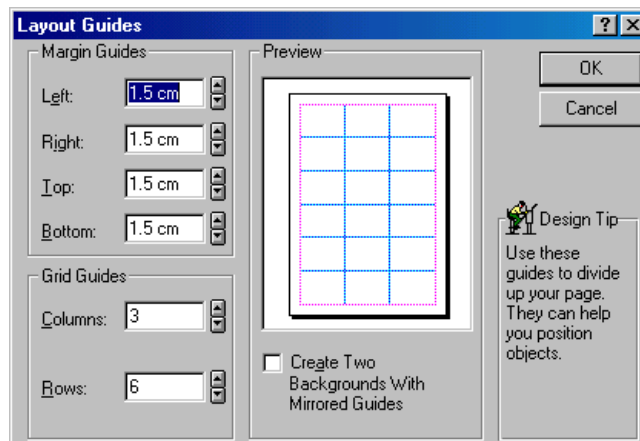 Layout Guides
Margin Guides
Left: 1.5 cm
Right: 1.5 cm
Top: 1.5 cm
Bottom: 1.5 cm
Grid Guides
Columns: 3
Rows: 6
Preview
Create Two
Backgrounds With
Mirrored Guides
OK
Cancel
Design Tip
Use these
guides to divide
up your page.
They can help
you position
objects.